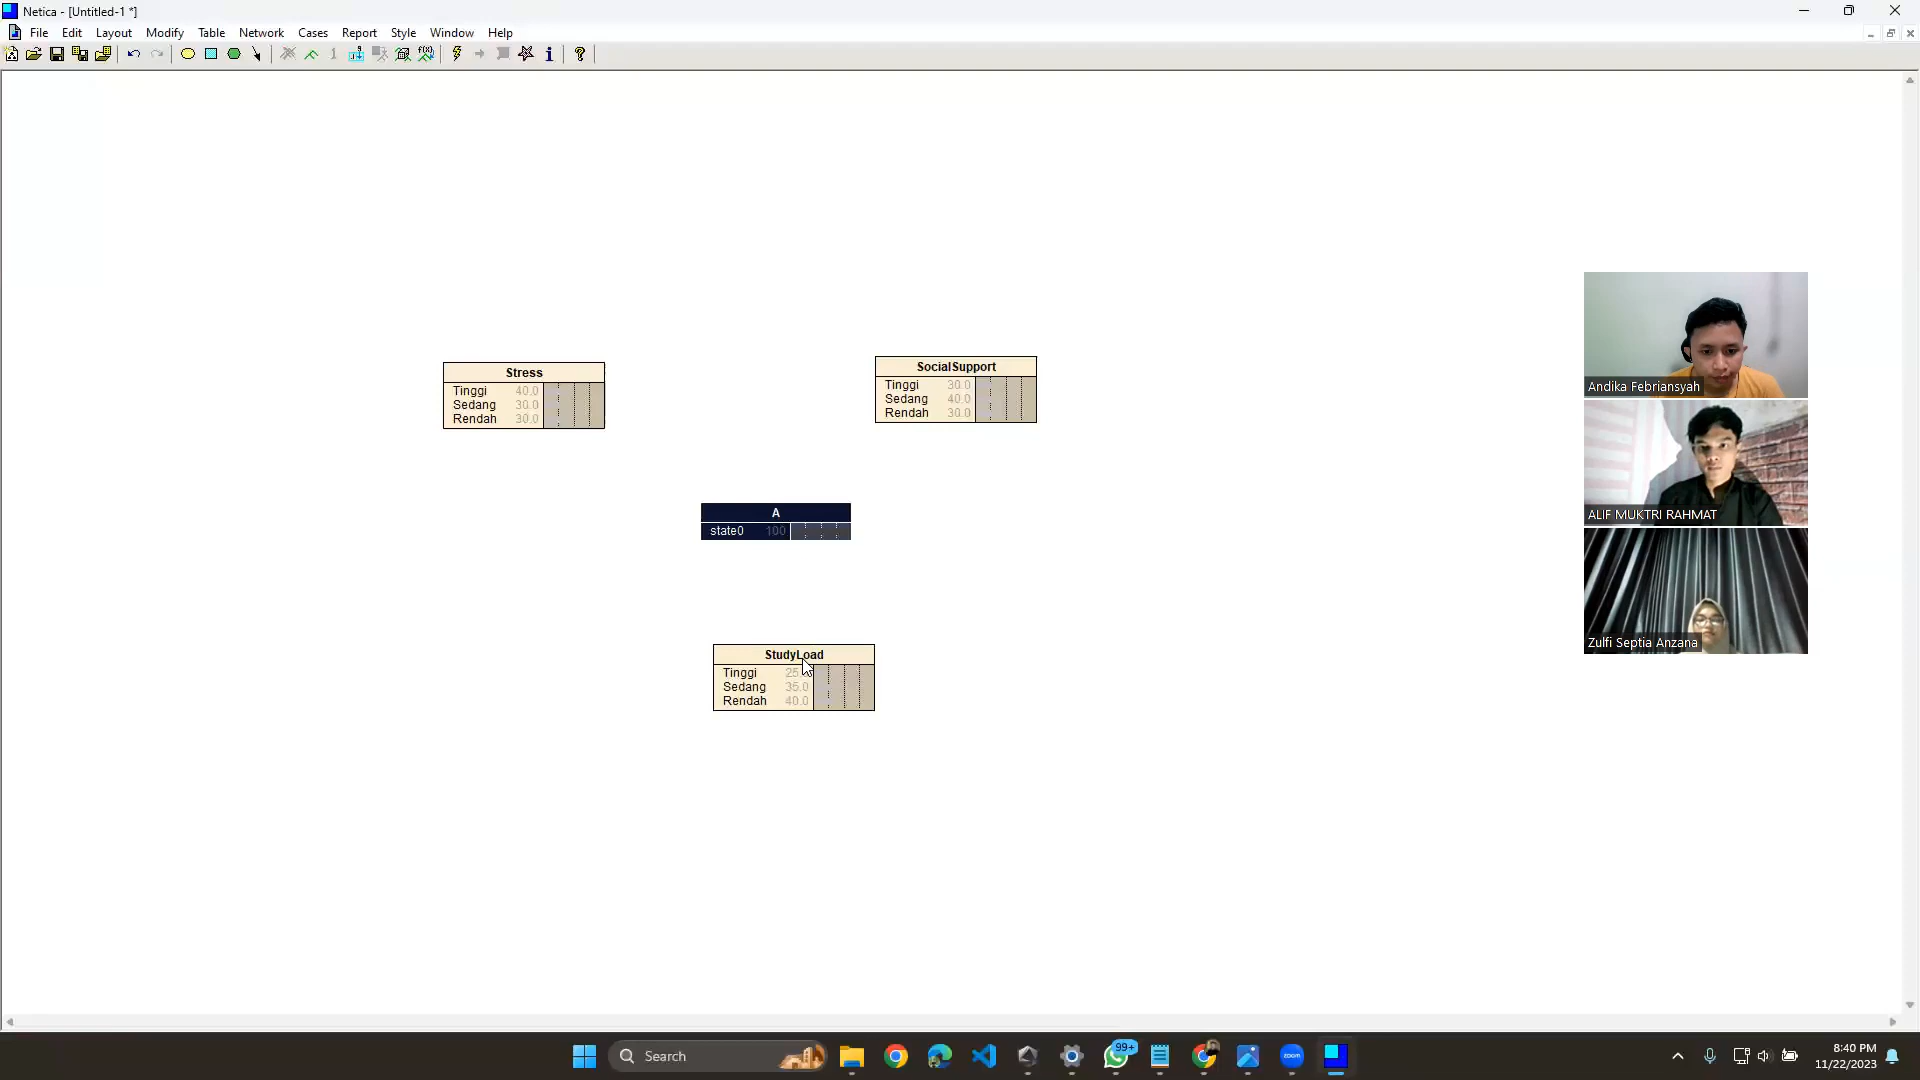 Netica - [Untitled-1 *]
File Edit Layout Modify Table Network Cases Report Style Window Help
Stress
Tinggi 40.0
Sedang 30.0
Rendah 30.0
SocialSupport
Tinggi 30.0
Sedang 40.0
Rendah 30.0
A
state0 100
StudyLoad
Tinggi
Sedang 35.0
Rendah 40.0
Andika Febriansyah
ALIF MUKTRI RAHMAT
Zulfi Septia Anzana
Search
99+
zoom
8:40 PM
11/22/2023